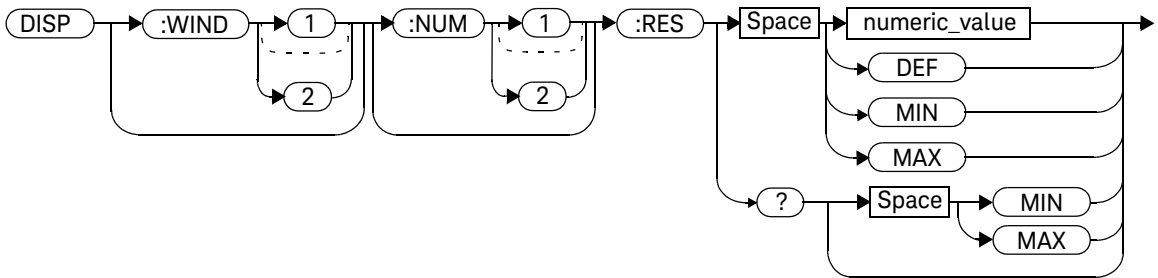 DISP :WIND 1 :NUM 1 :RES Space numeric_value
DEF
2 2
MIN
MAX
? Space MIN
MAX